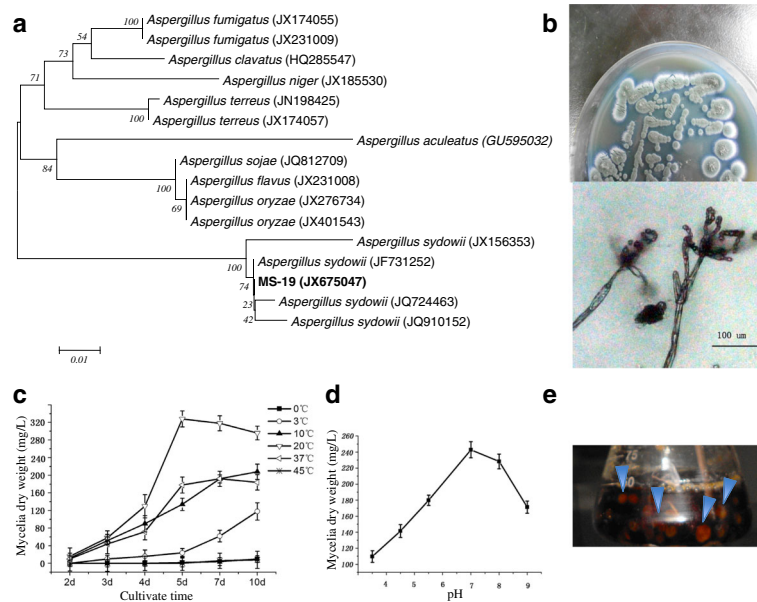 a
100
Aspergillus fumigatus (JX174055)
54
Aspergillus fumigatus (JX231009)
73
Aspergillus clavatus (HQ285547)
71
Aspergillus niger (JX185530)
Aspergillus terreus (JN198425)
100
Aspergillus terreus (JX174057)
Aspergillus aculeatus (GU595032)
84
Aspergillus sojae (JQ812709)
100
Aspergillus flavus (JX231008)
69
Aspergillus oryzae (JX276734)
Aspergillus oryzae (JX401543)
Aspergillus sydowii (JX156353)
100
Aspergillus sydowii (JF731252)
74
MS-19 (JX675047)
23
Aspergillus sydowii (JQ724463)
42
Aspergillus sydowii (JQ910152)
0.01
b
100 um
c
Mycelia dry weight (mg/L)
320
280
240
200
160
120
80
40
0
2d 3d 4d 5d 7d 10d
Cultivate time
0℃
3℃
10℃
20℃
37℃
45℃
d
Mycelia dry weight (mg/L)
260
240
220
200
180
160
140
120
100
4 5 6 7 8 9
pH
e
75